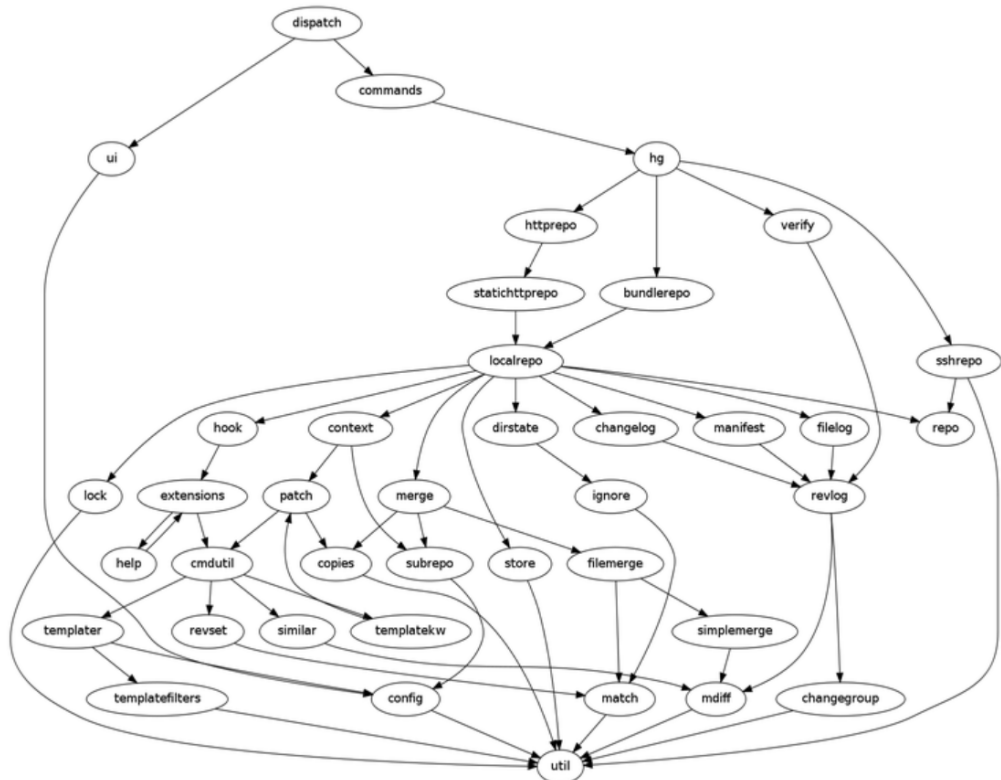 dispatch
commands
ui
hg
httprepo
verify
statichttprepo
bundlerepo
localrepo
sshrepo
hook
context
dirstate
changelog
manifest
filelog
repo
lock
extensions
patch
merge
ignore
revlog
help
cmdutil
copies
subrepo
store
filemerge
templater
revset
similar
templatekw
simplemerge
templatefilters
config
match
mdiff
changegroup
util